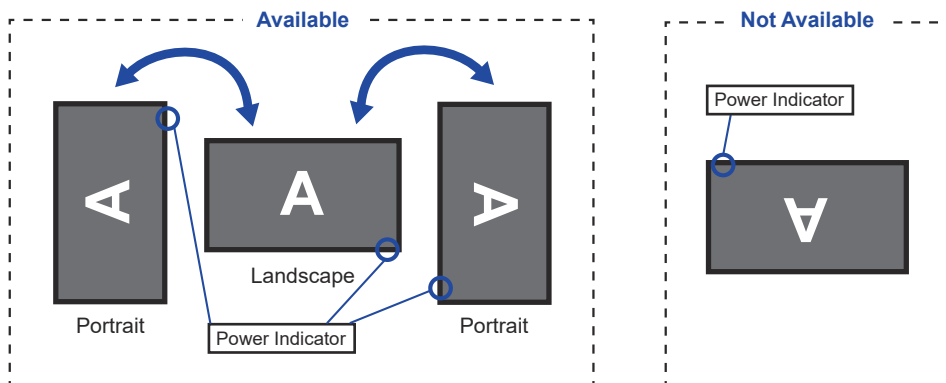 Available
Not Available
Power Indicator
A
A
A
A
Landscape
Portrait
Portrait
Power Indicator